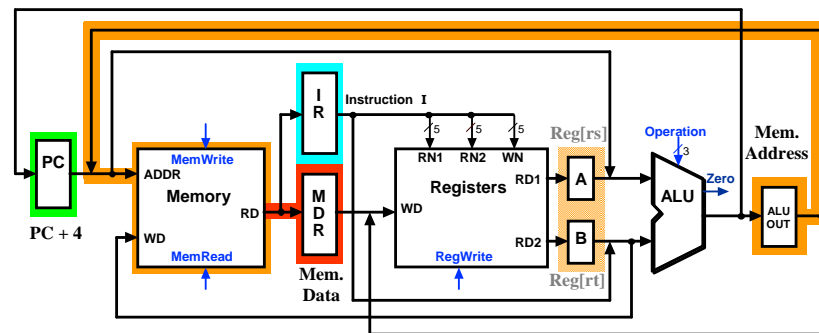 I
R
Instruction I
PC
PC + 4
MemWrite
ADDR
Memory
RD
WD
MemRead
M
D
R
Mem.
Data
5
5
5
RN1
RN2
WN
Registers
RD1
WD
RD2
RegWrite
Reg[rs]
A
B
Reg[rt]
Operation
3
Zero
ALU
Mem.
Address
ALU
OUT